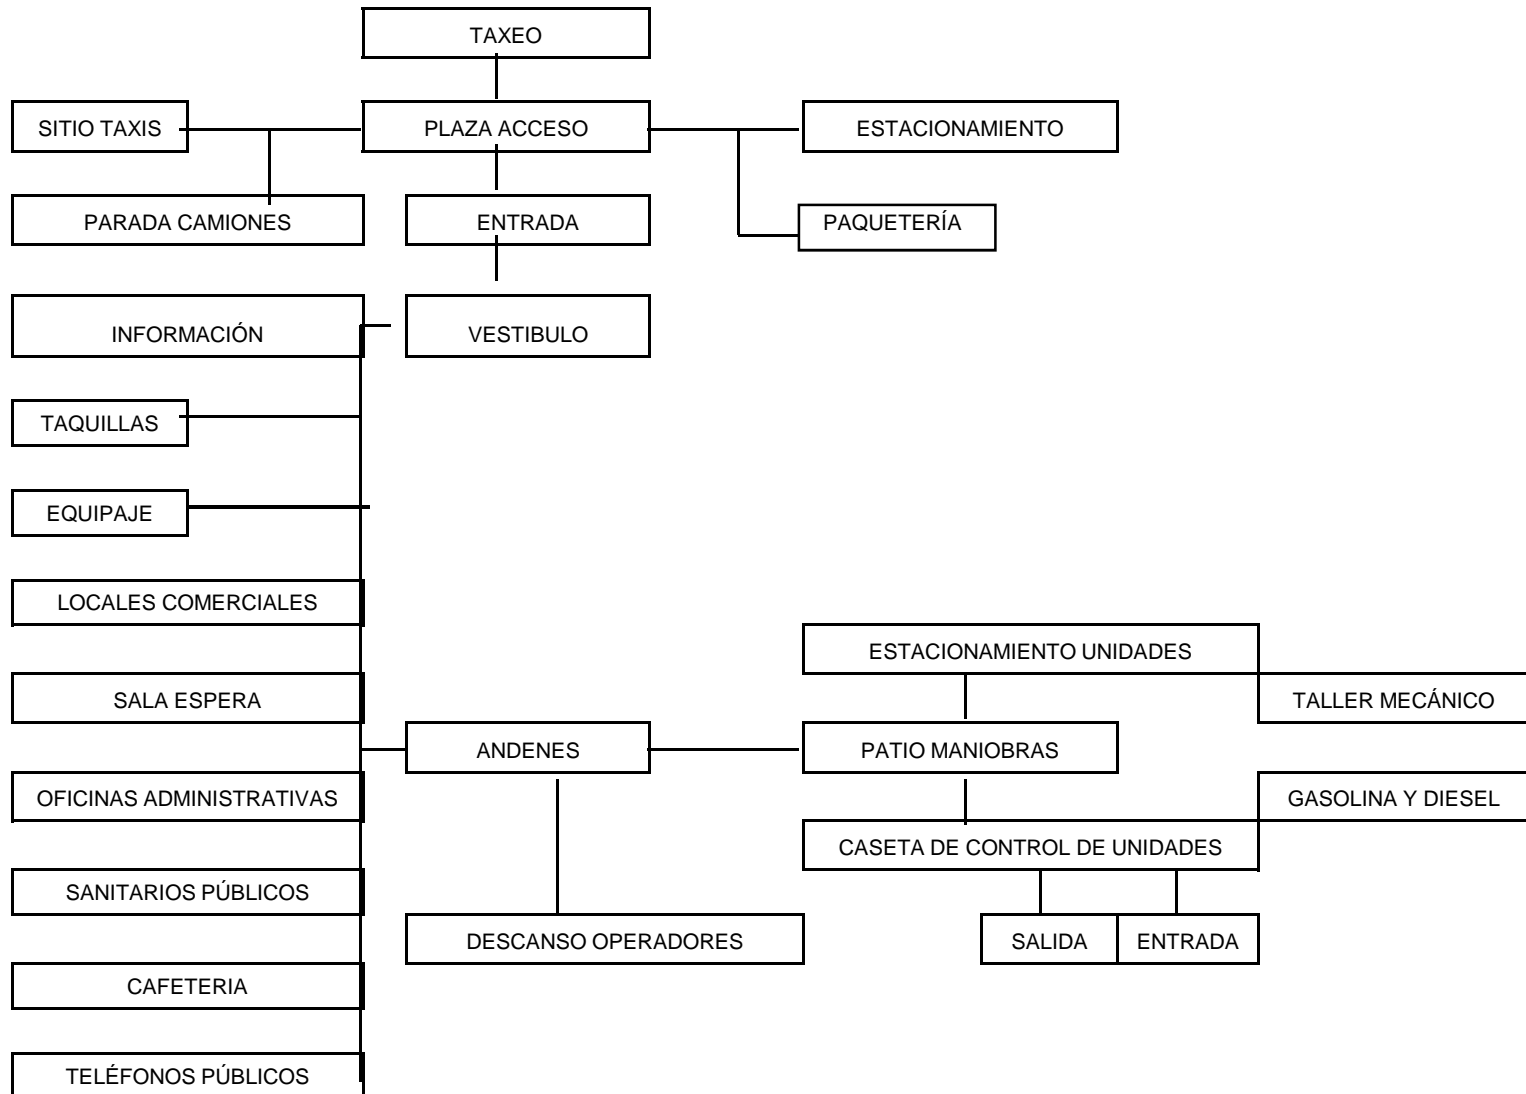 TAXEO
SITIO TAXIS
PLAZA ACCESO
ESTACIONAMIENTO
PARADA CAMIONES
ENTRADA
PAQUETERÍA
INFORMACIÓN
VESTIBULO
TAQUILLAS
EQUIPAJE
LOCALES COMERCIALES
ESTACIONAMIENTO UNIDADES
SALA ESPERA
TALLER MECÁNICO
ANDENES
PATIO MANIOBRAS
OFICINAS ADMINISTRATIVAS
GASOLINA Y DIESEL
CASETA DE CONTROL DE UNIDADES
SANITARIOS PÚBLICOS
DESCANSO OPERADORES
SALIDA
ENTRADA
CAFETERIA
TELÉFONOS PÚBLICOS